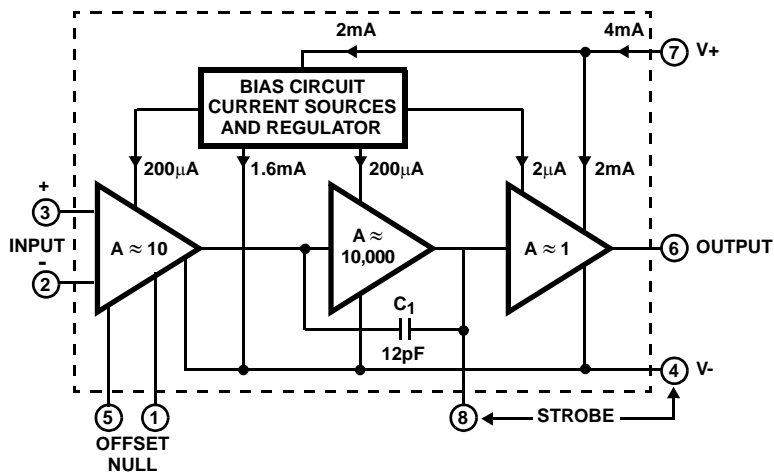 2mA
4mA
7 V+
BIAS CIRCUIT
CURRENT SOURCES
AND REGULATOR
200µA
1.6mA
200µA
2µA
2mA
+
3
INPUT
-
2
A ≈ 10
A ≈
10,000
A ≈ 1
6 OUTPUT
C1
12pF
4 V-
5
1
OFFSET
NULL
8
STROBE